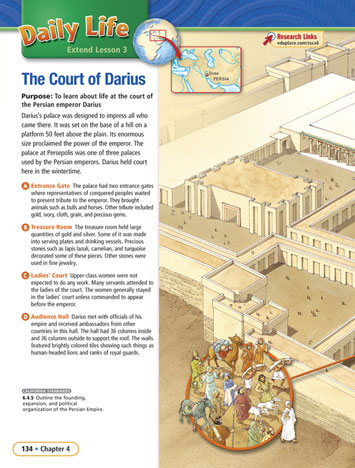 Daily Life
Extend Lesson 3
Research Links
eduplace.com/sscas
Susa
PERSIA
The Court of Darius
Purpose: To learn about life at the court of
the Persian emperor Darius
Darius's palace was designed to impress all who
came there. It was set on the base of a hill on a
platform 50 feet above the plain. Its enormous
size proclaimed the power of the emperor. The
palace at Persepolis was one of three palaces
used by the Persian emperors. Darius held court
here in the wintertime.
A Entrance Gate The palace had two entrance gates
where representatives of conquered peoples waited
to present tribute to the emperor. They brought
animals such as bulls and horses. Other tribute included
gold, ivory, cloth, grain, and precious gems.
B Treasure Room The treasure room held large
quantities of gold and silver. Some of it was made
into serving plates and drinking vessels. Precious
stones such as lapis lazuli, carnelian, and turquoise
decorated some of these pieces. Other stones were
used in fine jewelry.
C Ladies' Court Upper-class women were not
expected to do any work. Many servants attended to
the ladies of the court. The women generally stayed
in the ladies' court unless commanded to appear
before the emperor.
D Audience Hall Darius met with officials of his
empire and received ambassadors from other
countries in this hall. The hall had 36 columns inside
and 36 columns outside to support the roof. The walls
featured brightly colored tiles showing such things as
human-headed lions and ranks of royal guards.
CALIFORNIA STANDARDS
6.4.5 Outline the founding,
expansion, and political
organization of the Persian Empire.
134 • Chapter 4